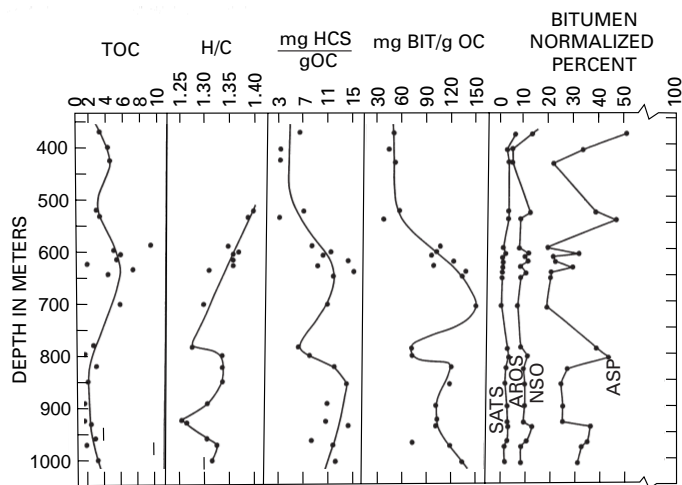 BITUMEN
NORMALIZED
PERCENT
TOC
H/C
mg HCS
gOC
mg BIT/g OC
0 2 4 6 8 10
1.25 1.30 1.35 1.40
3 7 11 15
30 60 90 120 150
0 10 20 30 40 50 100
DEPTH IN METERS
400
500
600
700
800
900
1000
SATS
AROS
NSO
ASP